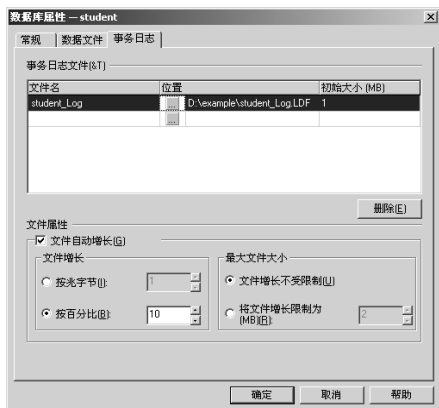 数据库属性 — student
常规 数据文件 事务日志
事务日志文件(&T)
文件名 位置 初始大小 (MB)
student_Log ... D:\example\student_Log.LDF 1
...
删除(E)
文件属性
文件自动增长(G)
文件增长 最大文件大小
按兆字节(I): 1 文件增长不受限制(U)
按百分比(B): 10 将文件增长限制为
(MB)(R): 2
确定 取消 帮助